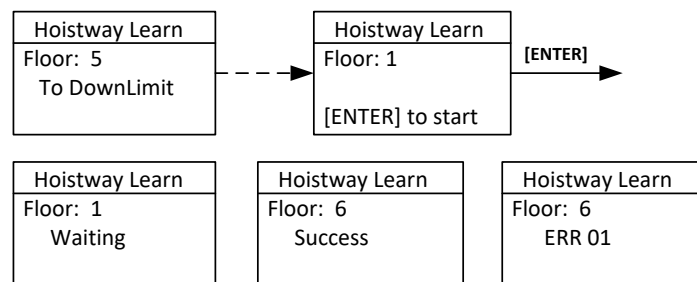 Hoistway Learn
Floor: 5
To DownLimit
Hoistway Learn
Floor: 1
[ENTER] to start
[ENTER]
Hoistway Learn
Floor: 1
Waiting
Hoistway Learn
Floor: 6
Success
Hoistway Learn
Floor: 6
ERR 01